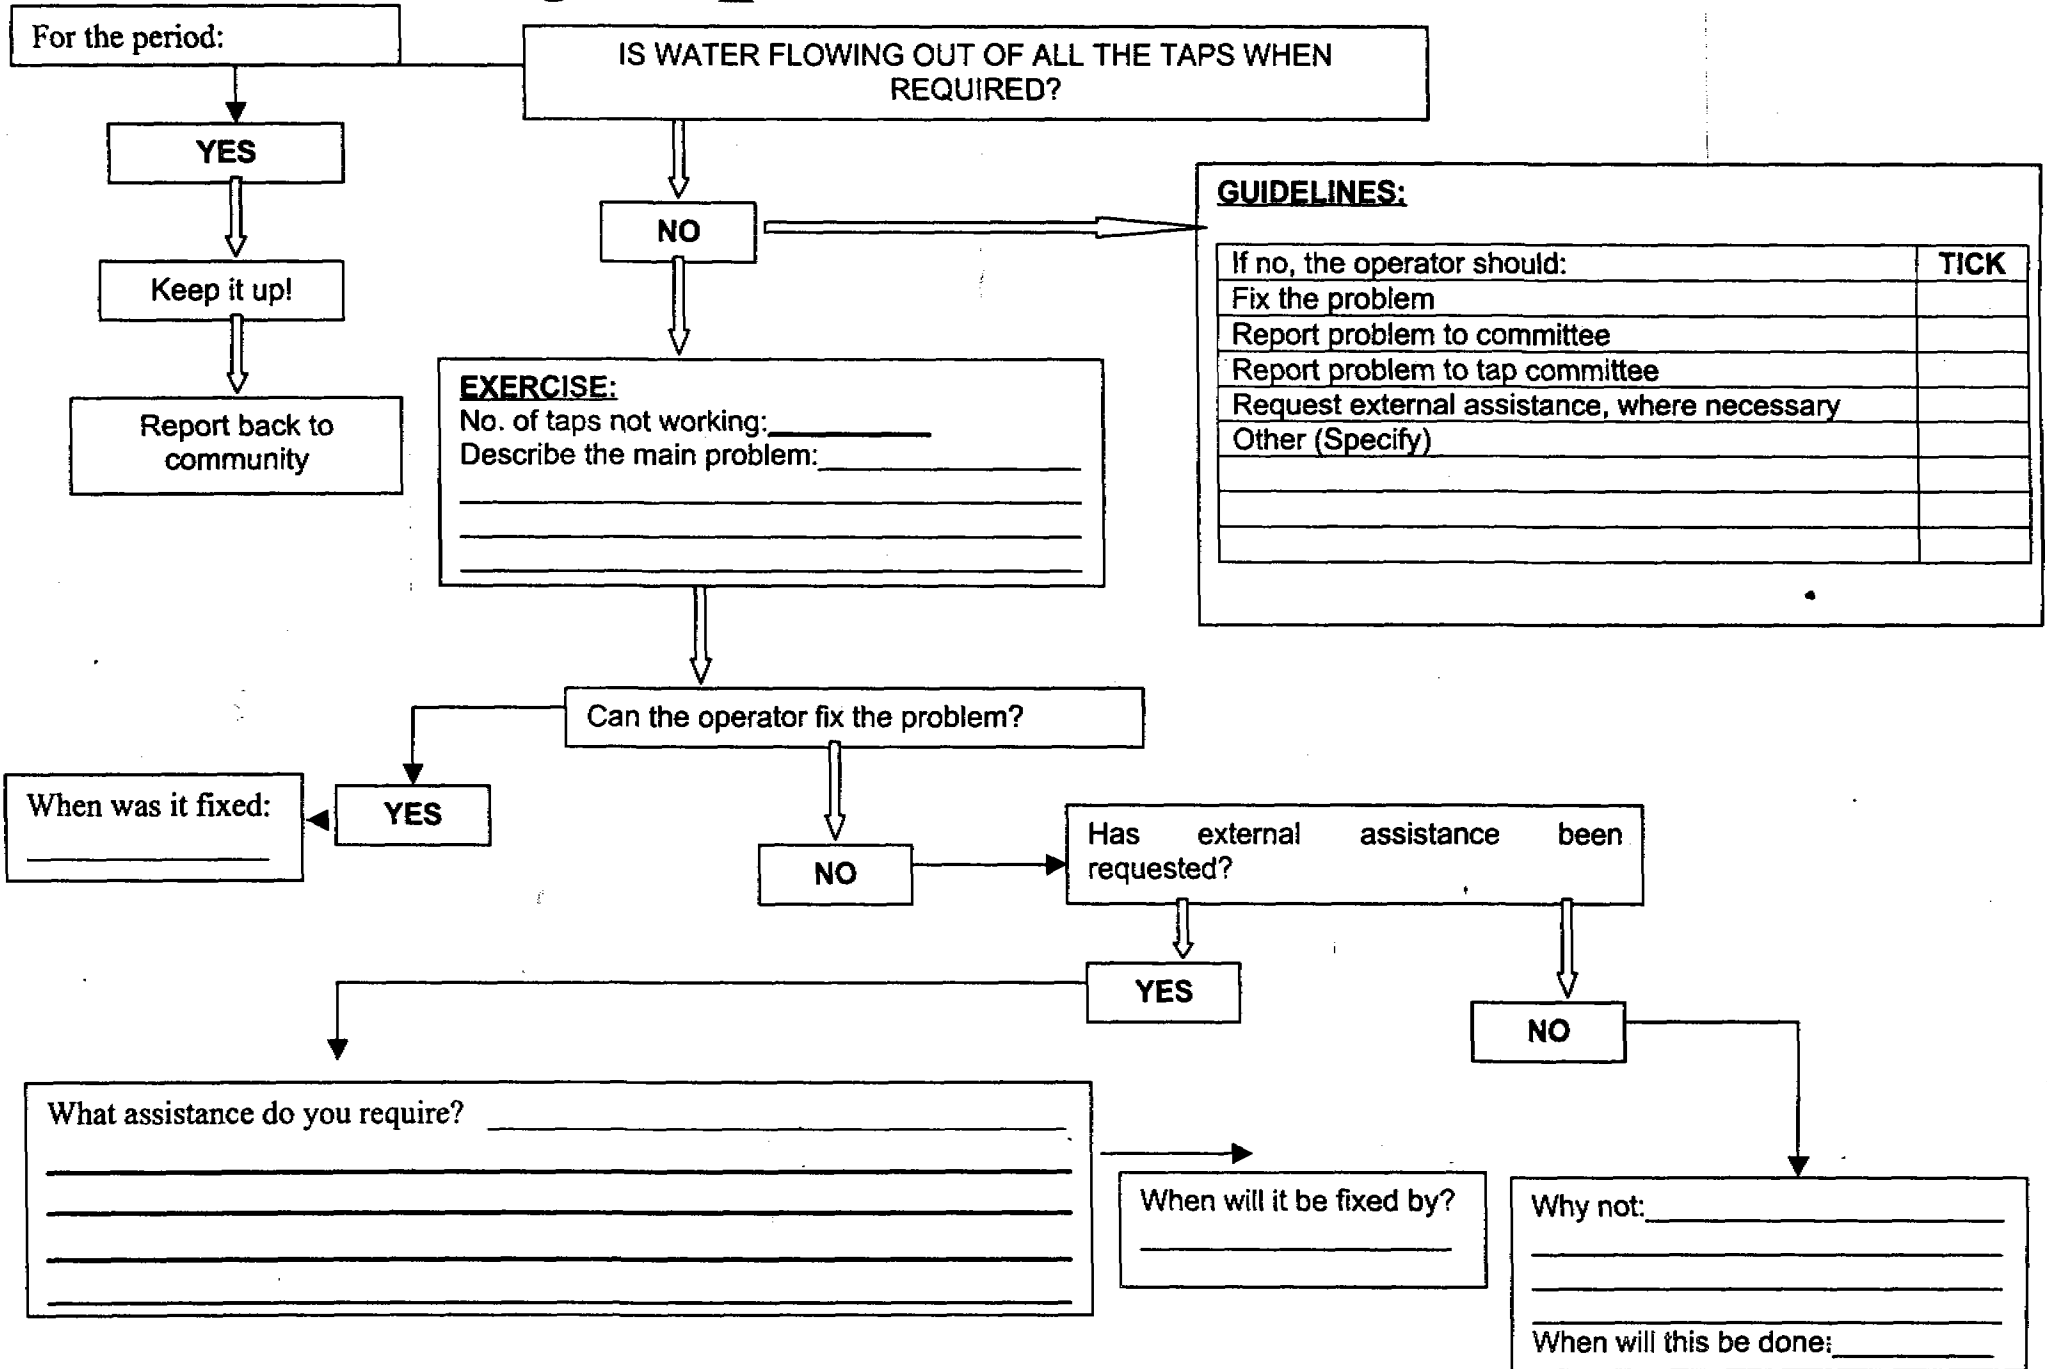 For the period:
IS WATER FLOWING OUT OF ALL THE TAPS WHEN
REQUIRED?
YES
NO
Keep it up!
Report back to
community
GUIDELINES:
If no, the operator should: TICK
Fix the problem
Report problem to committee
Report problem to tap committee
Request external assistance, where necessary
Other (Specify)
EXERCISE:
No. of taps not working:
Describe the main problem:
Can the operator fix the problem?
YES
When was it fixed:
NO
Has external assistance been
requested?
YES
NO
What assistance do you require?
When will it be fixed by?
Why not:
When will this be done: